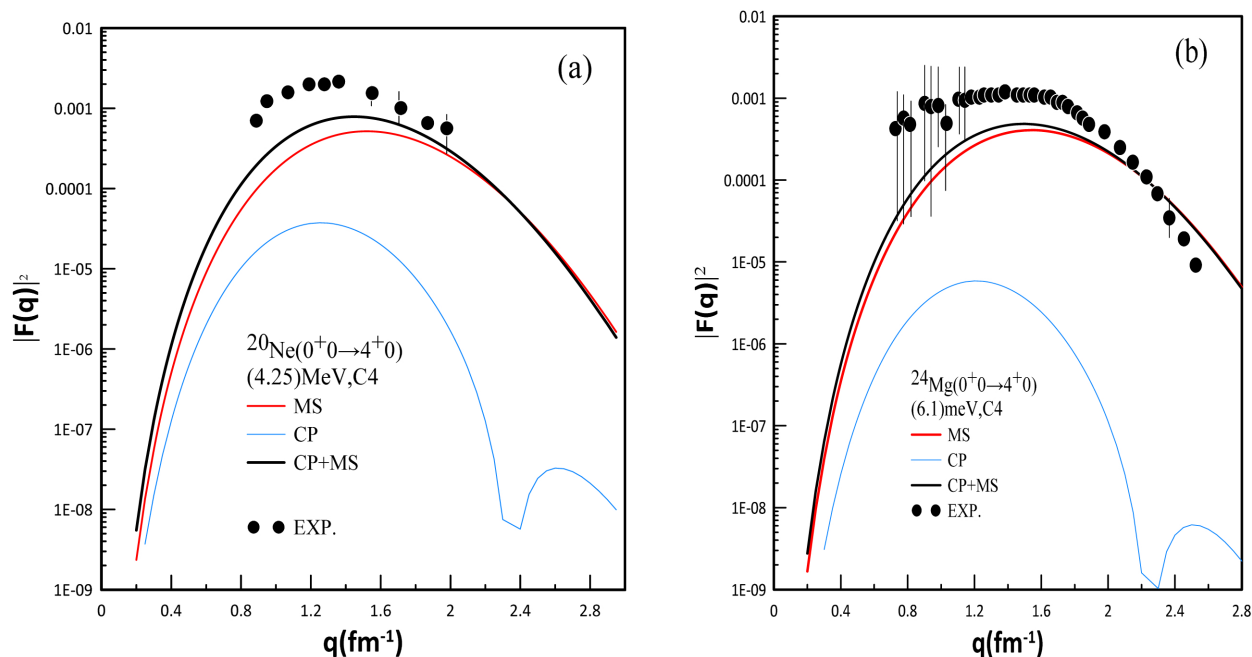 (a)
|F(q)|²
0.01
0.001
0.0001
1E-05
1E-06
1E-07
1E-08
1E-09
²⁰Ne(0⁺0→4⁺0)
(4.25)MeV,C4
MS
CP
CP+MS
EXP.
0 0.4 0.8 1.2 1.6 2 2.4 2.8
q(fm⁻¹)
(b)
|F(q)|²
0.01
0.001
0.0001
1E-05
1E-06
1E-07
1E-08
1E-09
²⁴Mg(0⁺0→4⁺0)
(6.1)meV,C4
MS
CP
CP+MS
EXP.
0 0.4 0.8 1.2 1.6 2 2.4 2.8
q(fm⁻¹)